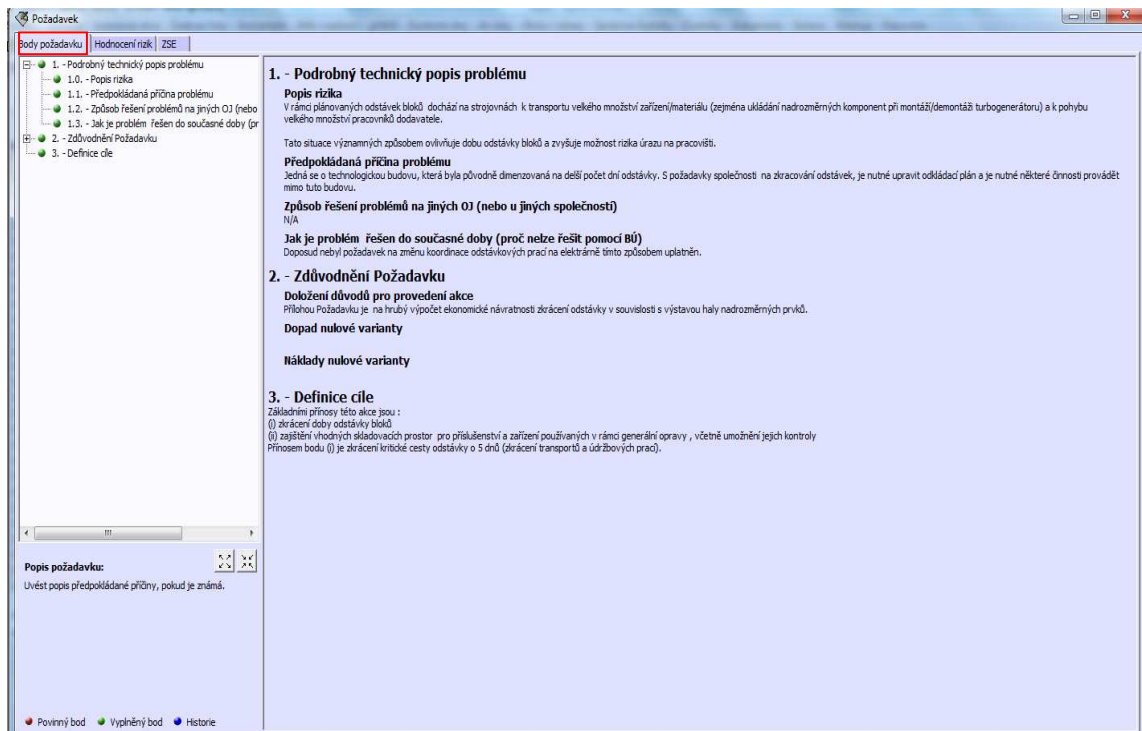 Požadavek
Body požadavku Hodnocení rizik ZSE
1. - Podrobný technický popis problému
1.0. - Popis rizika
1.1. - Předpokládaná příčina problému
1.2. - Způsob řešení problémů na jiných OJ (nebo
1.3. - Jak je problém řešen do současné doby (pr
2. - Zdůvodnění Požadavku
3. - Definice cíle
Popis požadavku:
Uvést popis předpokládané příčiny, pokud je známá.
Povinný bod Vyplněný bod Historie
1. - Podrobný technický popis problému
Popis rizika
V rámci plánovaných odstávek bloků dochází na strojovnách k transportu velkého množství zařízení/materiálu (zejména ukládání nadrozměrných komponent při montáži/demontáži turbogenerátoru) a k pohybu
velkého množství pracovníků dodavatele.
Tato situace významných způsobem ovlivňuje dobu odstávky bloků a zvyšuje možnost rizika úrazu na pracovišti.
Předpokládaná příčina problému
Jedná se o technologickou budovu, která byla původně dimenzovaná na delší počet dní odstávky. S požadavky společnosti na zkracování odstávek, je nutné upravit odkládací plán a je nutné některé činnosti provádět
mimo tuto budovu.
Způsob řešení problémů na jiných OJ (nebo u jiných společností)
N/A
Jak je problém řešen do současné doby (proč nelze řešit pomocí BÚ)
Doposud nebyl požadavek na změnu koordinace odstávkových prací na elektrárně tímto způsobem uplatněn.
2. - Zdůvodnění Požadavku
Doložení důvodů pro provedení akce
Přílohou Požadavku je na hrubý výpočet ekonomické návratnosti zkrácení odstávky v souvislosti s výstavou haly nadrozměrných prvků.
Dopad nulové varianty
Náklady nulové varianty
3. - Definice cíle
Základními přínosy této akce jsou :
(i) zkrácení doby odstávky bloků
(ii) zajištění vhodných skladovacích prostor pro příslušenství a zařízení používaných v rámci generální opravy , včetně umožnění jejich kontroly
Přínosem bodu (i) je zkrácení kritické cesty odstávky o 5 dnů (zkrácení transportů a údržbových prací).